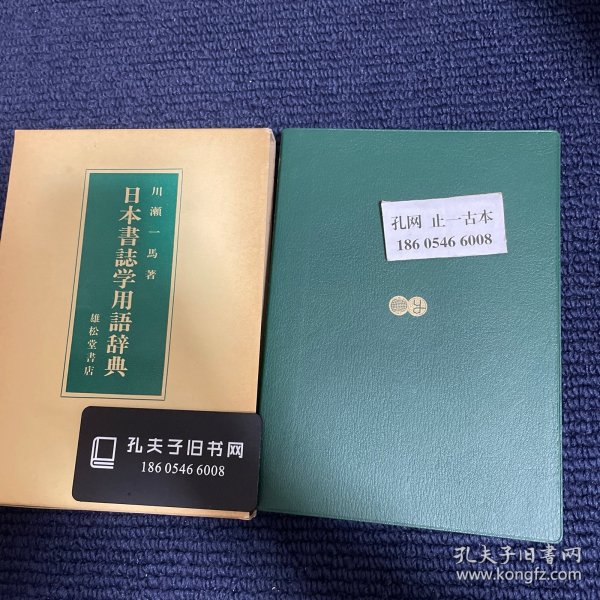 川瀬一馬著
日本書誌学用語辞典
雄松堂書店
孔夫子旧书网
186 0546 6008
孔网 止一古本
186 0546 6008
孔夫子旧書网
www.kongfz.com